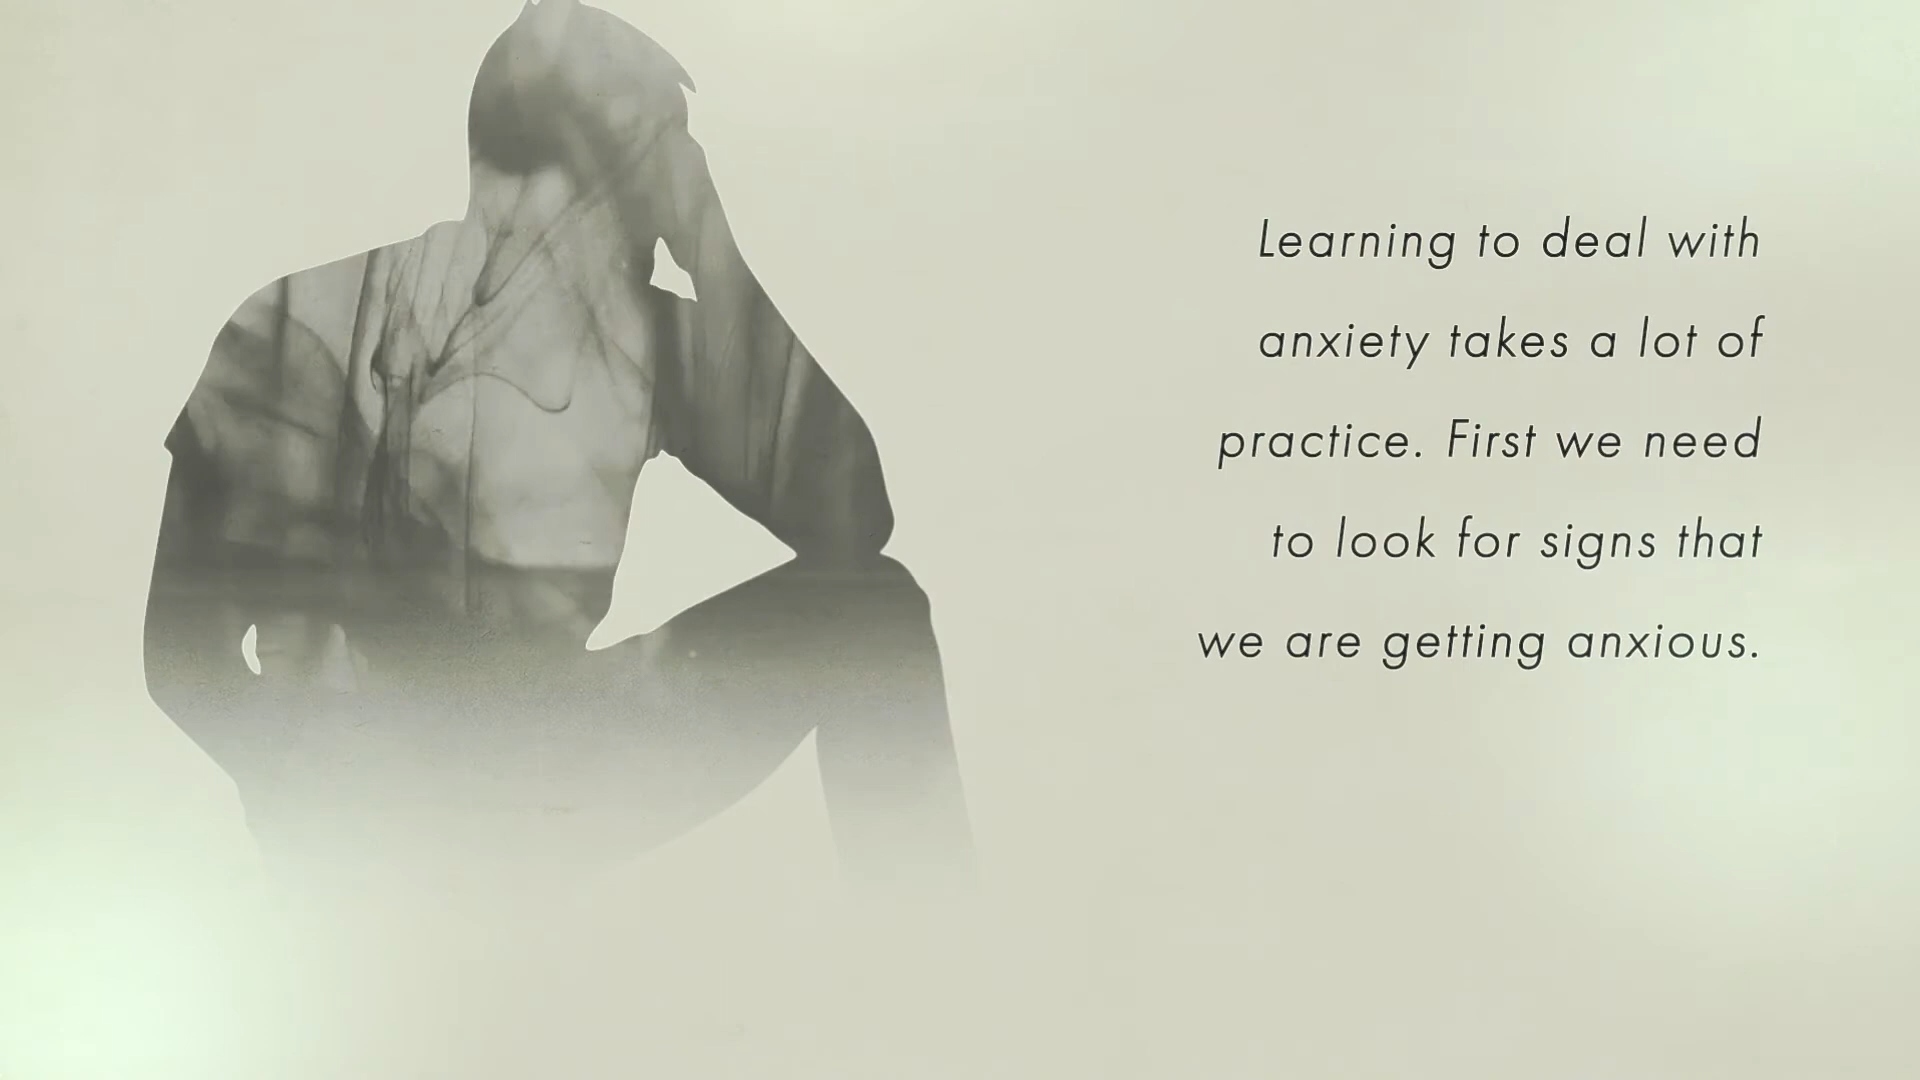 Learning to deal with
anxiety takes a lot of
practice. First we need
to look for signs that
we are getting anxious.